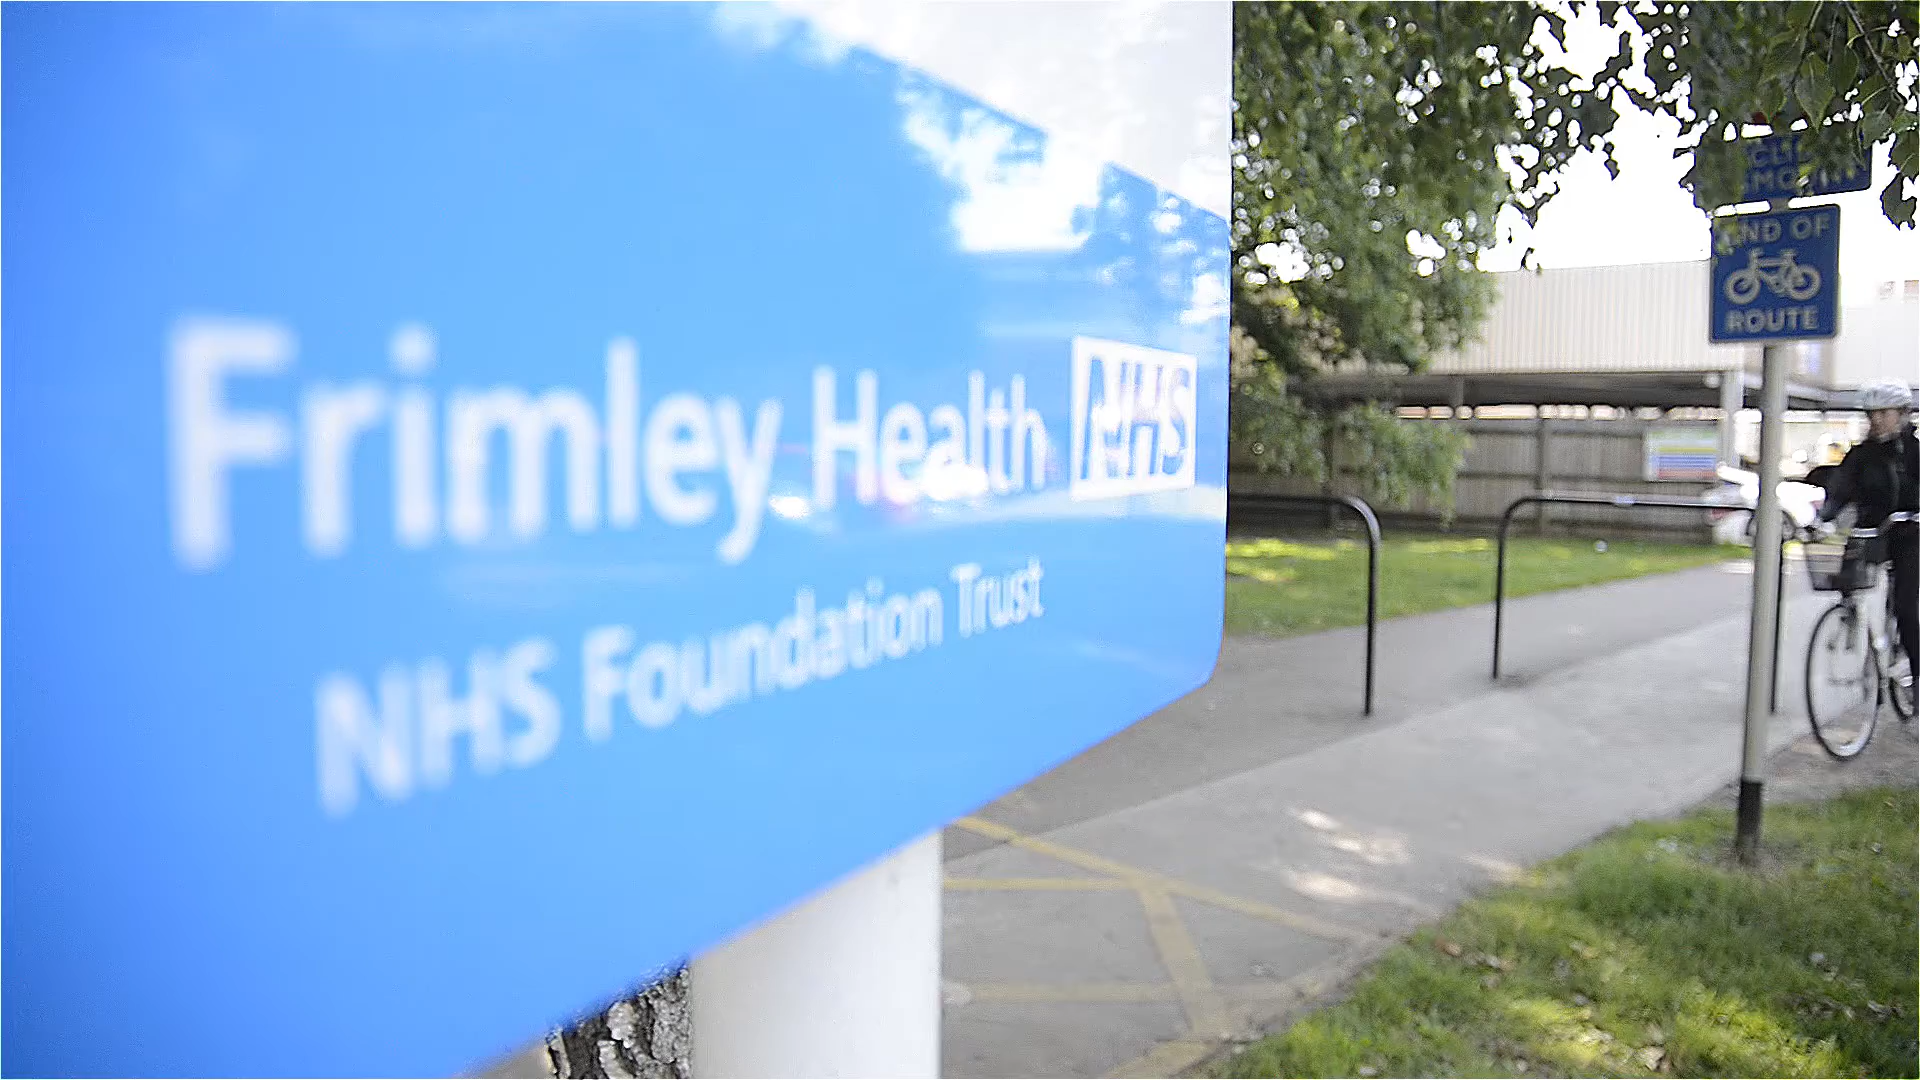 Frimley Health NHS
NHS Foundation Trust
END OF
ROUTE